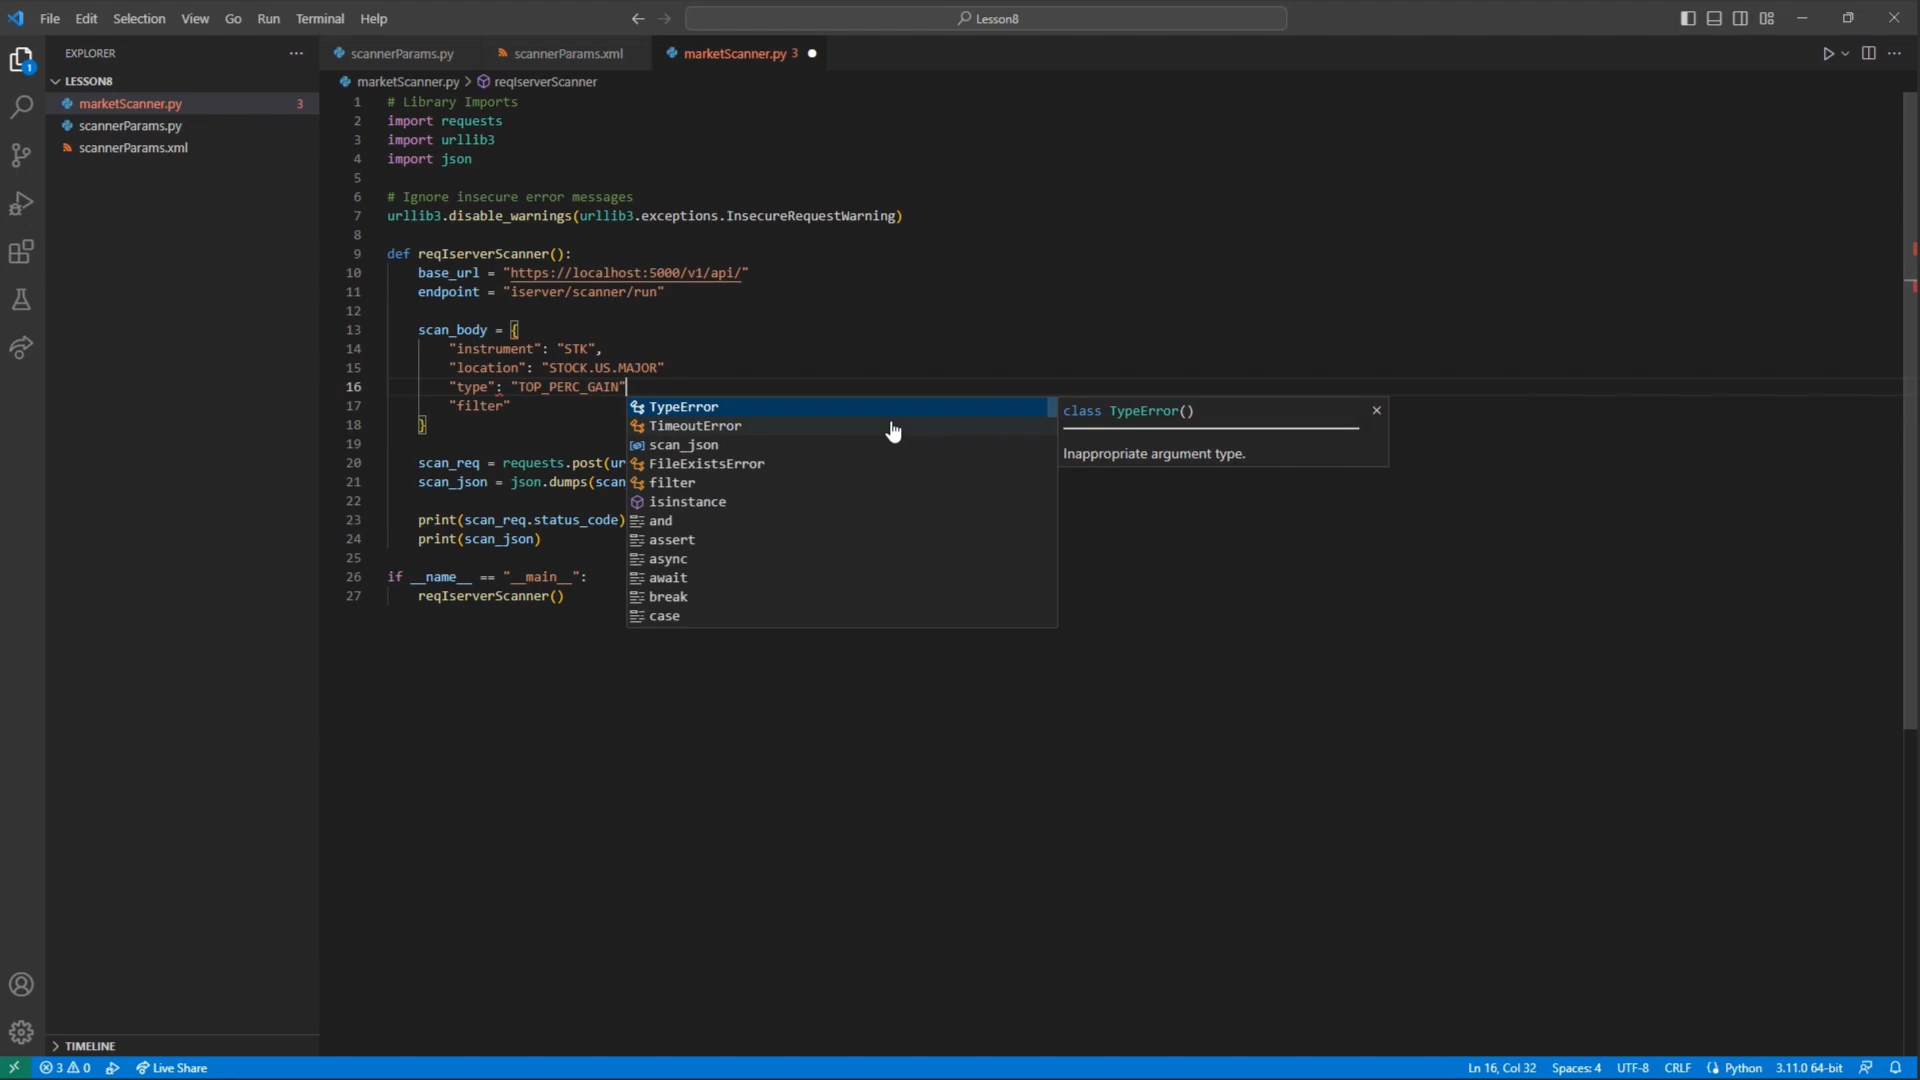 File Edit Selection View Go Run Terminal Help
Lesson8
EXPLORER
LESSON8
marketScanner.py 3
scannerParams.py
scannerParams.xml
TIMELINE
scannerParams.py scannerParams.xml marketScanner.py 3
marketScanner.py > reqIserverScanner
1 # Library Imports
2 import requests
3 import urllib3
4 import json
5
6 # Ignore insecure error messages
7 urllib3.disable_warnings(urllib3.exceptions.InsecureRequestWarning)
8
9 def reqIserverScanner():
10 base_url = "https://localhost:5000/v1/api/"
11 endpoint = "iserver/scanner/run"
12
13 scan_body = {
14 "instrument": "STK",
15 "location": "STOCK.US.MAJOR"
16 "type": "TOP_PERC_GAIN"
17 "filter"
18 }
19
20 scan_req = requests.post(ur
21 scan_json = json.dumps(scan
22
23 print(scan_req.status_code)
24 print(scan_json)
25
26 if __name__ == "__main__":
27 reqIserverScanner()
TypeError
TimeoutError
scan_json
FileExistsError
filter
isinstance
and
assert
async
await
break
case
class TypeError()
Inappropriate argument type.
1
3 0 Live Share Ln 16, Col 32 Spaces: 4 UTF-8 CRLF Python 3.11.0 64-bit